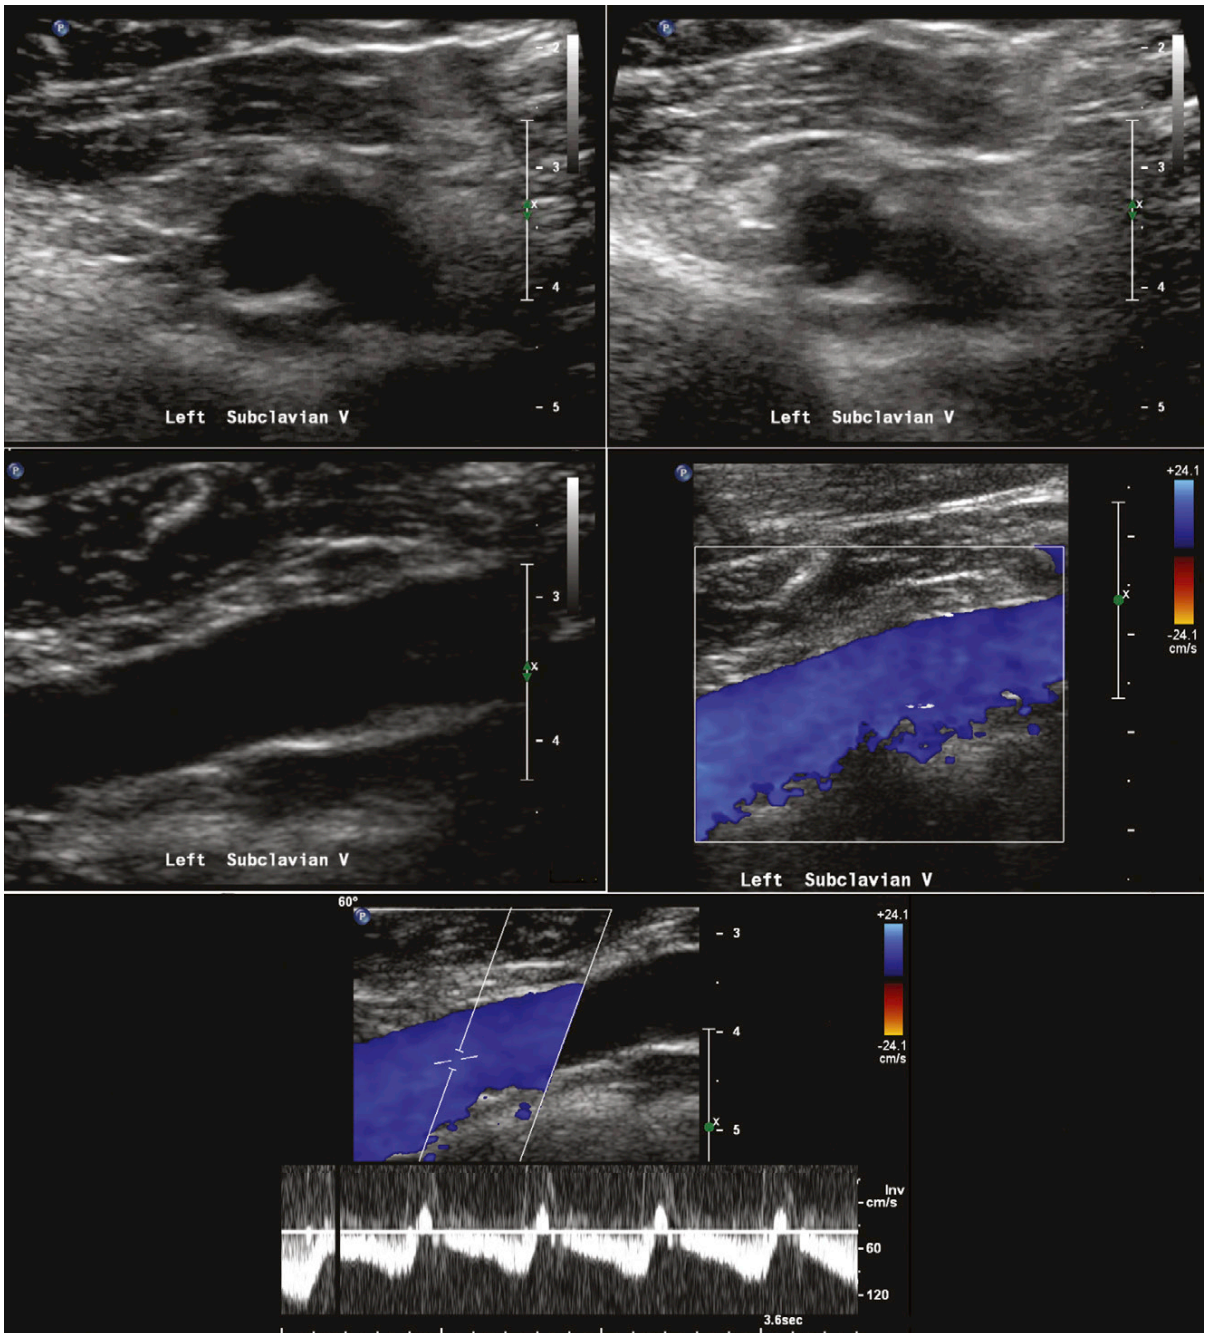 P
2
x
3
4
5
Left Subclavian V
P
2
x
3
4
5
Left Subclavian V
P
3
x
4
Left Subclavian V
P
+24.1
x
-24.1
cm/s
Left Subclavian V
60°
P
+24.1
3
4
-24.1
cm/s
x
5
Inv
cm/s
-60
-120
3.6sec